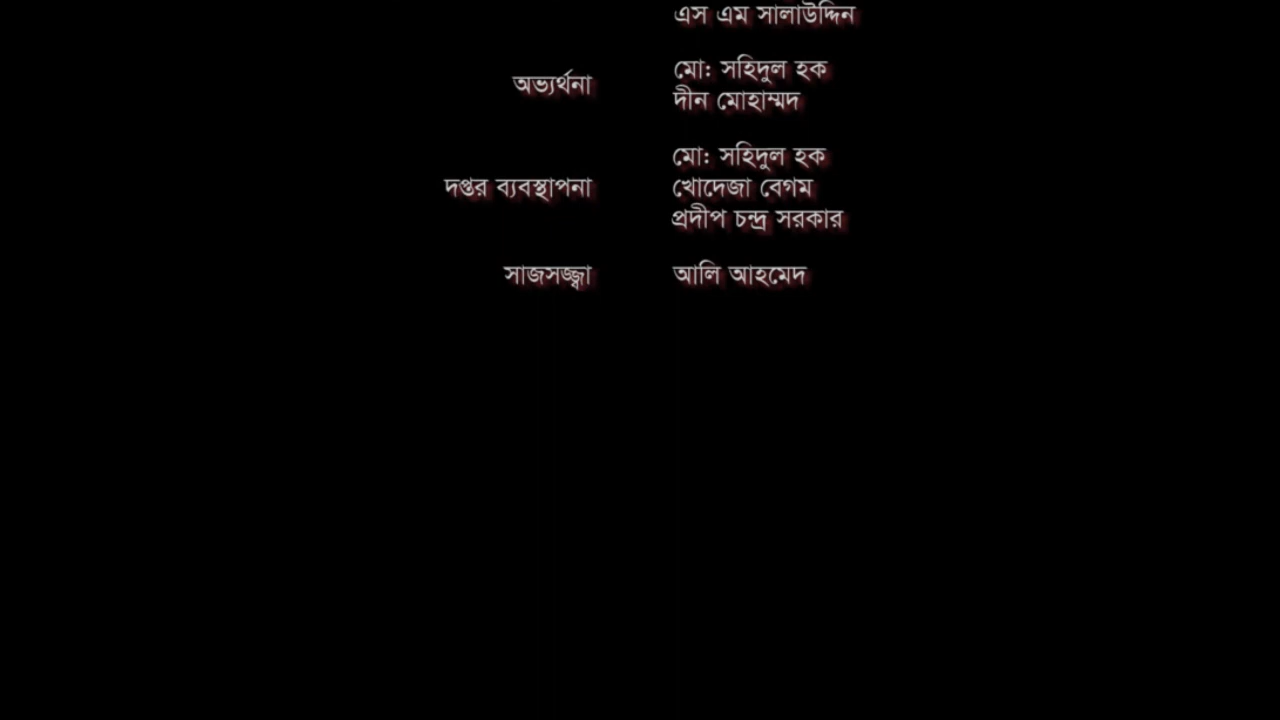 এস এম সালাউদ্দিন
অভ্যর্থনা
মো: সহিদুল হক
দীন মোহাম্মদ
দপ্তর ব্যবস্থাপনা
মো: সহিদুল হক
খোদেজা বেগম
প্রদীপ চন্দ্র সরকার
সাজসজ্জ্বা
আলি আহমেদ